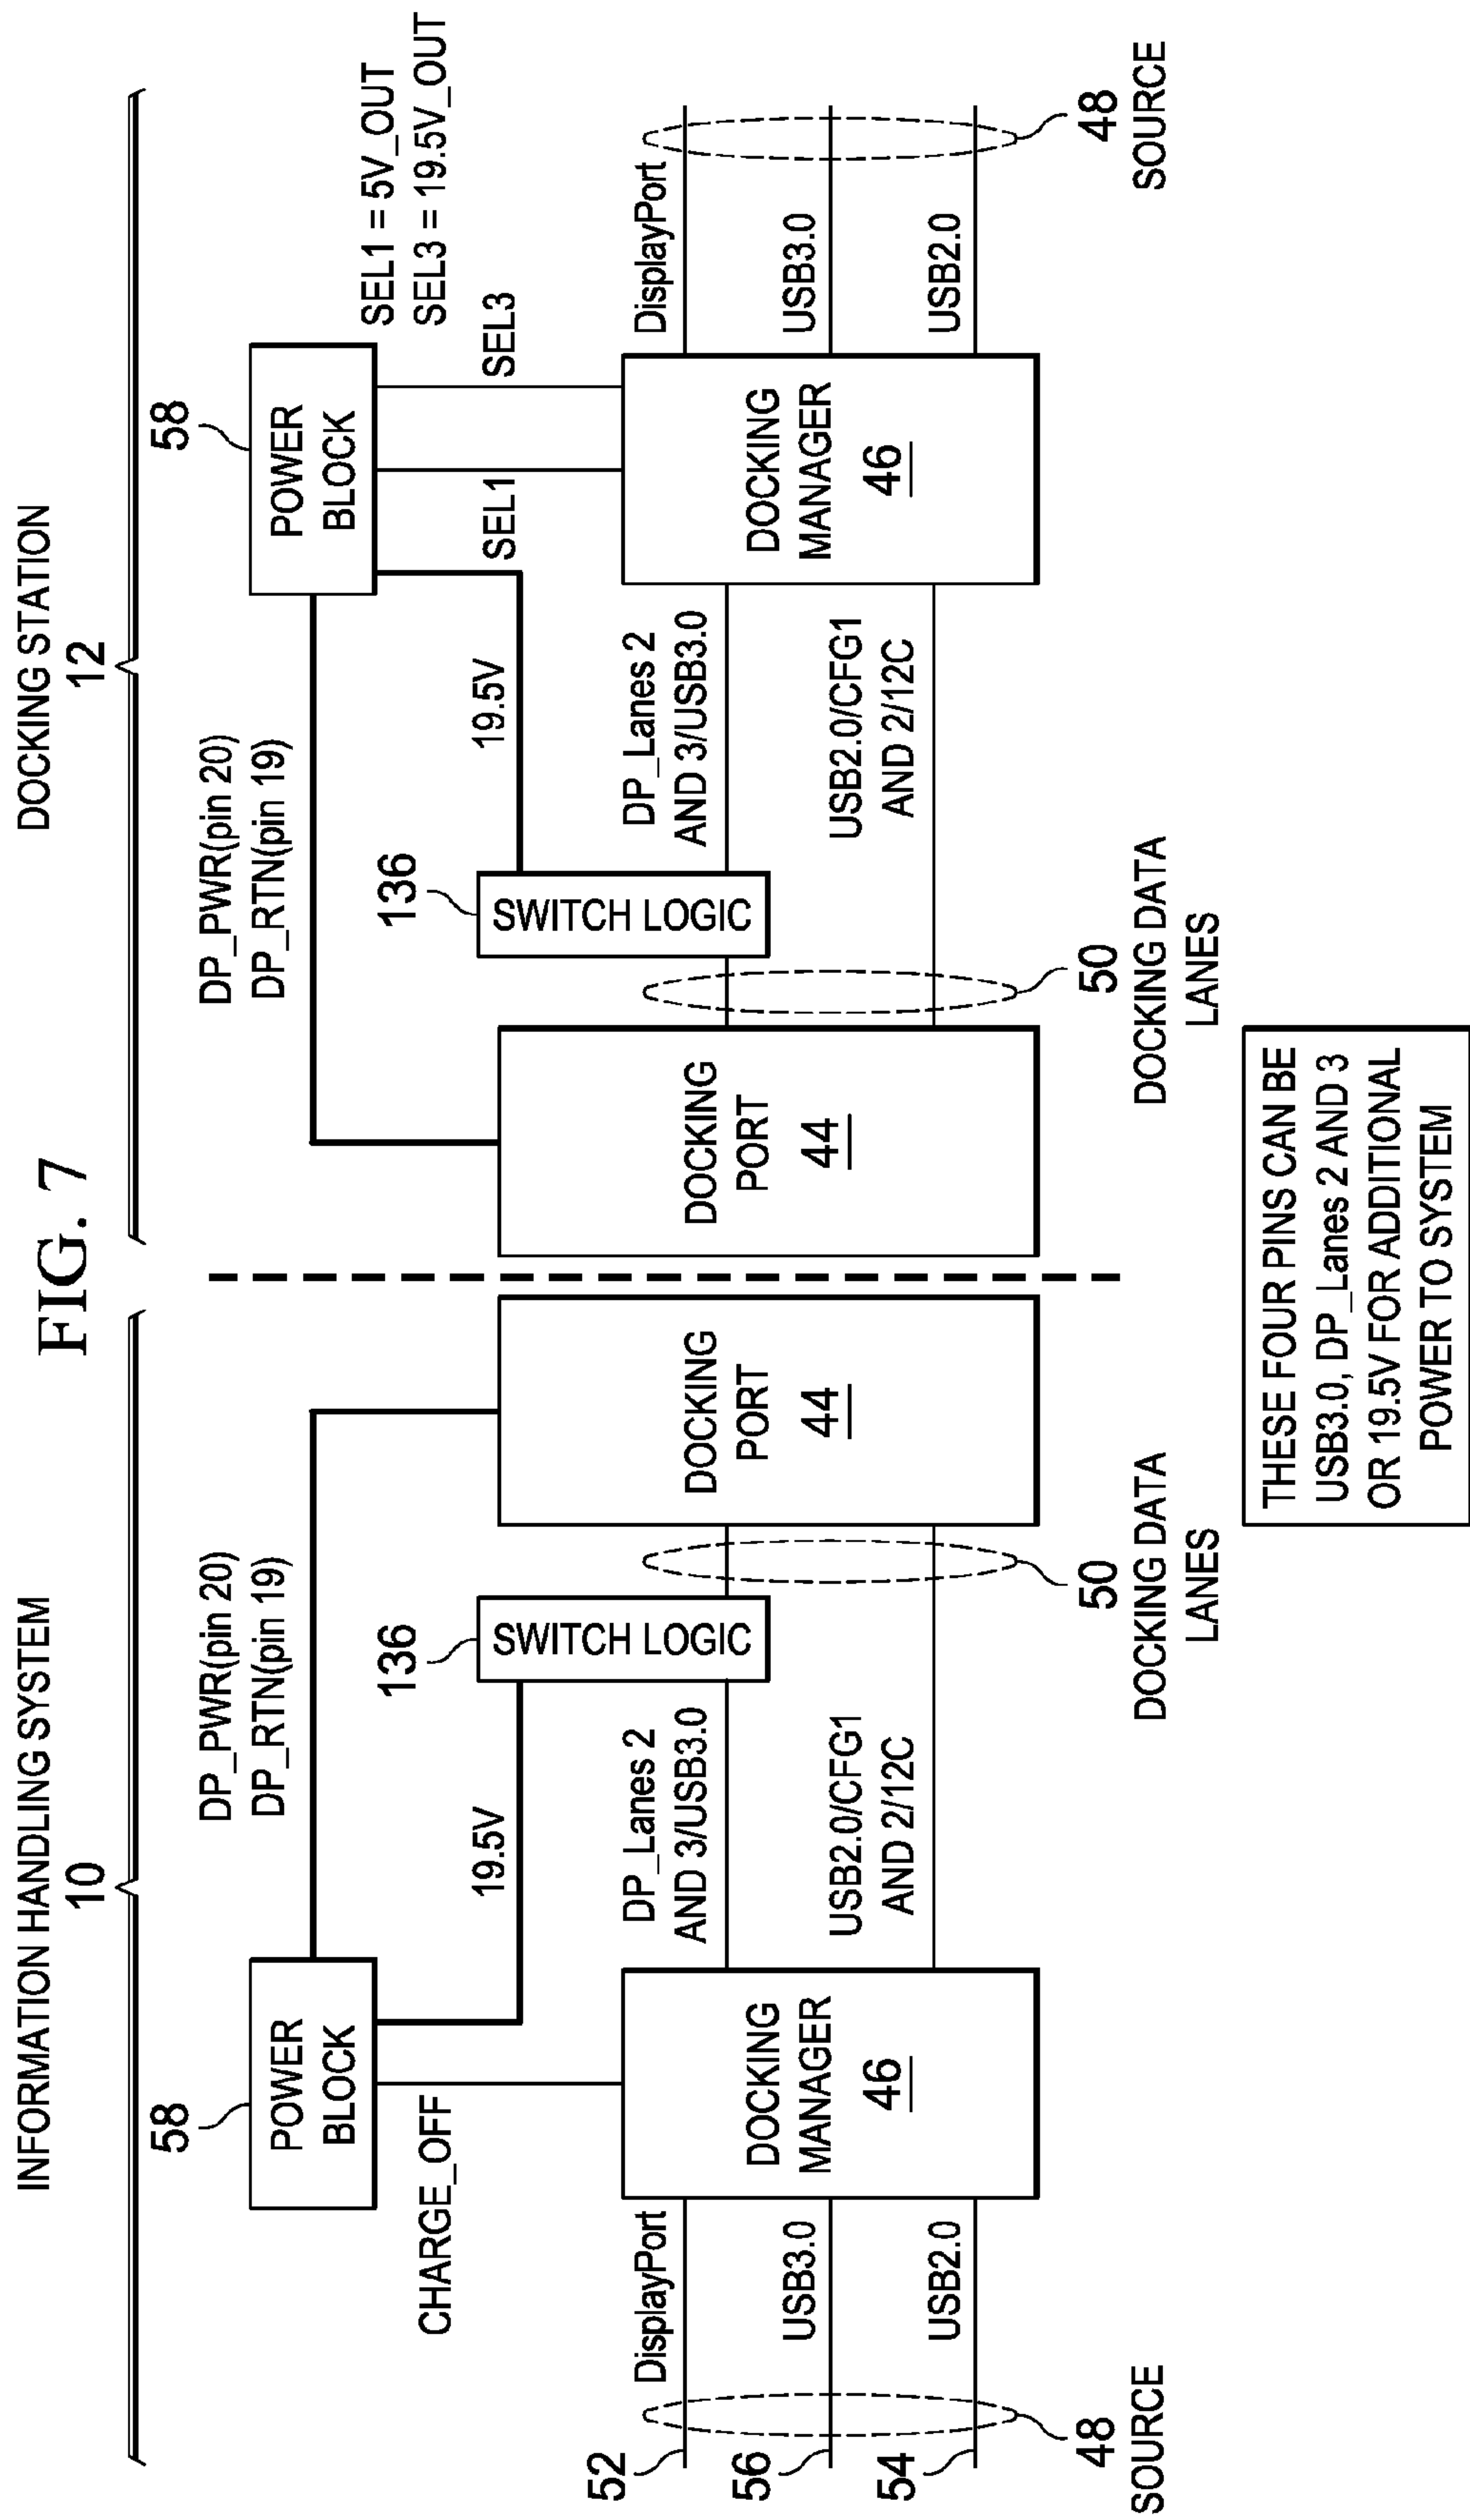 FIG. 7
INFORMATION HANDLING SYSTEM
10
DOCKING STATION
12
58
POWER
BLOCK
DP_PWR(pin 20)
DP_RTN(pin 19)
CHARGE_OFF
19.5V
136
SWITCH LOGIC
DisplayPort
USB3.0
USB2.0
52
56
54
48
SOURCE
DOCKING
MANAGER
46
DP_Lanes 2
AND 3/USB3.0
USB2.0/CFG1
AND 2/12C
50
DOCKING DATA
LANES
DOCKING
PORT
44
DP_PWR(pin 20)
DP_RTN(pin 19)
58
POWER
BLOCK
SEL1 = 5V_OUT
SEL3 = 19.5V_OUT
136
SWITCH LOGIC
19.5V
SEL1
SEL3
DOCKING
PORT
44
DP_Lanes 2
AND 3/USB3.0
USB2.0/CFG1
AND 2/12C
50
DOCKING DATA
LANES
DOCKING
MANAGER
46
DisplayPort
USB3.0
USB2.0
48
SOURCE
THESE FOUR PINS CAN BE
USB3.0, DP_Lanes 2 AND 3
OR 19.5V FOR ADDITIONAL
POWER TO SYSTEM